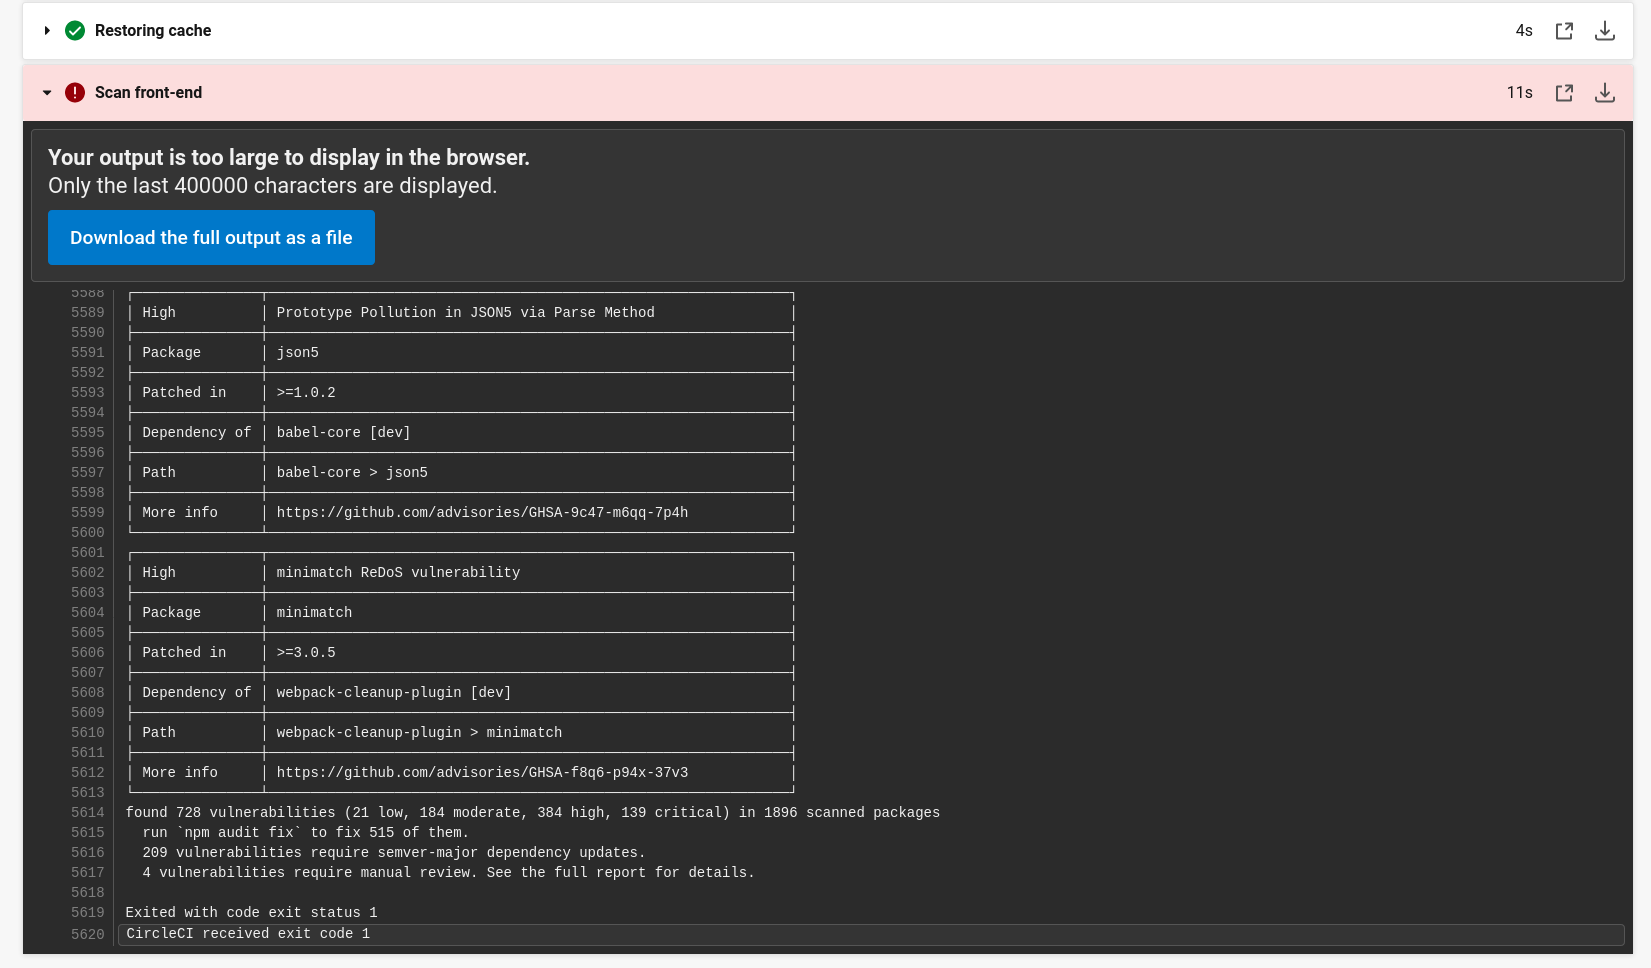 Restoring cache 4s
Scan front-end 11s
Your output is too large to display in the browser.
Only the last 400000 characters are displayed.
Download the full output as a file
5588
5589 High Prototype Pollution in JSON5 via Parse Method
5590
5591 Package json5
5592
5593 Patched in >=1.0.2
5594
5595 Dependency of babel-core [dev]
5596
5597 Path babel-core > json5
5598
5599 More info https://github.com/advisories/GHSA-9c47-m6qq-7p4h
5600
5601
5602 High minimatch ReDoS vulnerability
5603
5604 Package minimatch
5605
5606 Patched in >=3.0.5
5607
5608 Dependency of webpack-cleanup-plugin [dev]
5609
5610 Path webpack-cleanup-plugin > minimatch
5611
5612 More info https://github.com/advisories/GHSA-f8q6-p94x-37v3
5613
5614 found 728 vulnerabilities (21 low, 184 moderate, 384 high, 139 critical) in 1896 scanned packages
5615 run `npm audit fix` to fix 515 of them.
5616 209 vulnerabilities require semver-major dependency updates.
5617 4 vulnerabilities require manual review. See the full report for details.
5618
5619 Exited with code exit status 1
5620 CircleCI received exit code 1